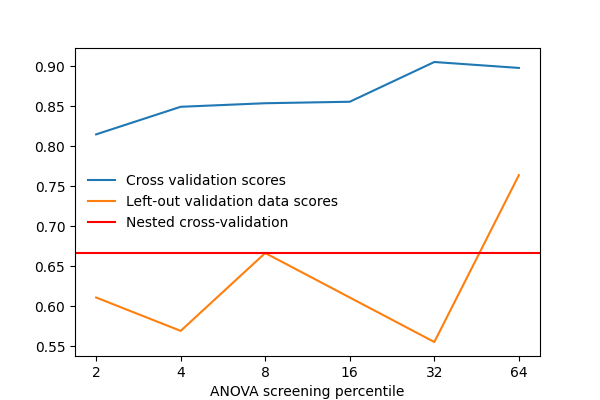 0.90
0.85
0.80
0.75
0.70
0.65
0.60
0.55
Cross validation scores
Left-out validation data scores
Nested cross-validation
2 4 8 16 32 64
ANOVA screening percentile